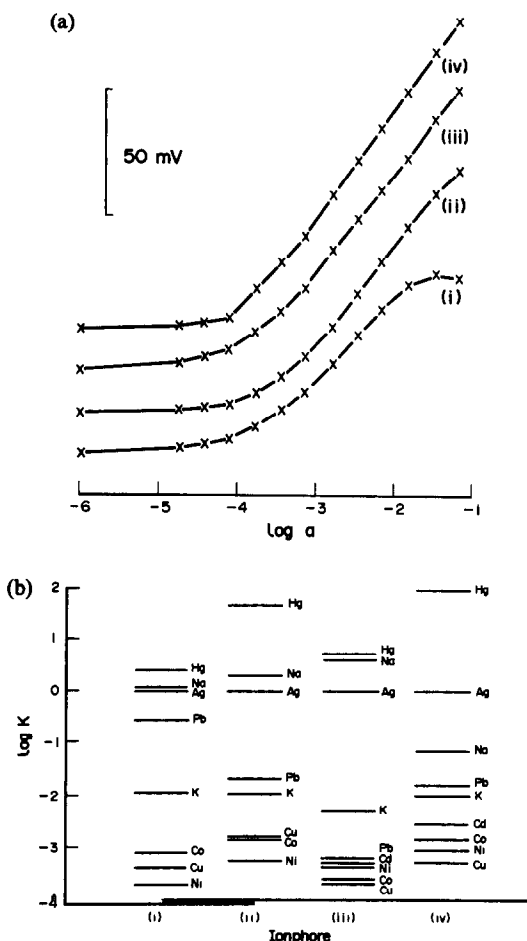 (a)
50 mV
(iv)
(iii)
(ii)
(i)
-6 -5 -4 -3 -2 -1
log a
(b)
log K
2
1
0
-1
-2
-3
-4
Hg
Na
Ag
Pb
K
Co
Cu
Ni
Hg
Na
Ag
Pb
K
Cu
Co
Ni
Hg
Na
Ag
K
Pb
Cd
Ni
Co
Cu
Hg
Ag
Na
Pb
K
Cd
Co
Ni
Cu
(i) (ii) (iii) (iv)
Ionophore